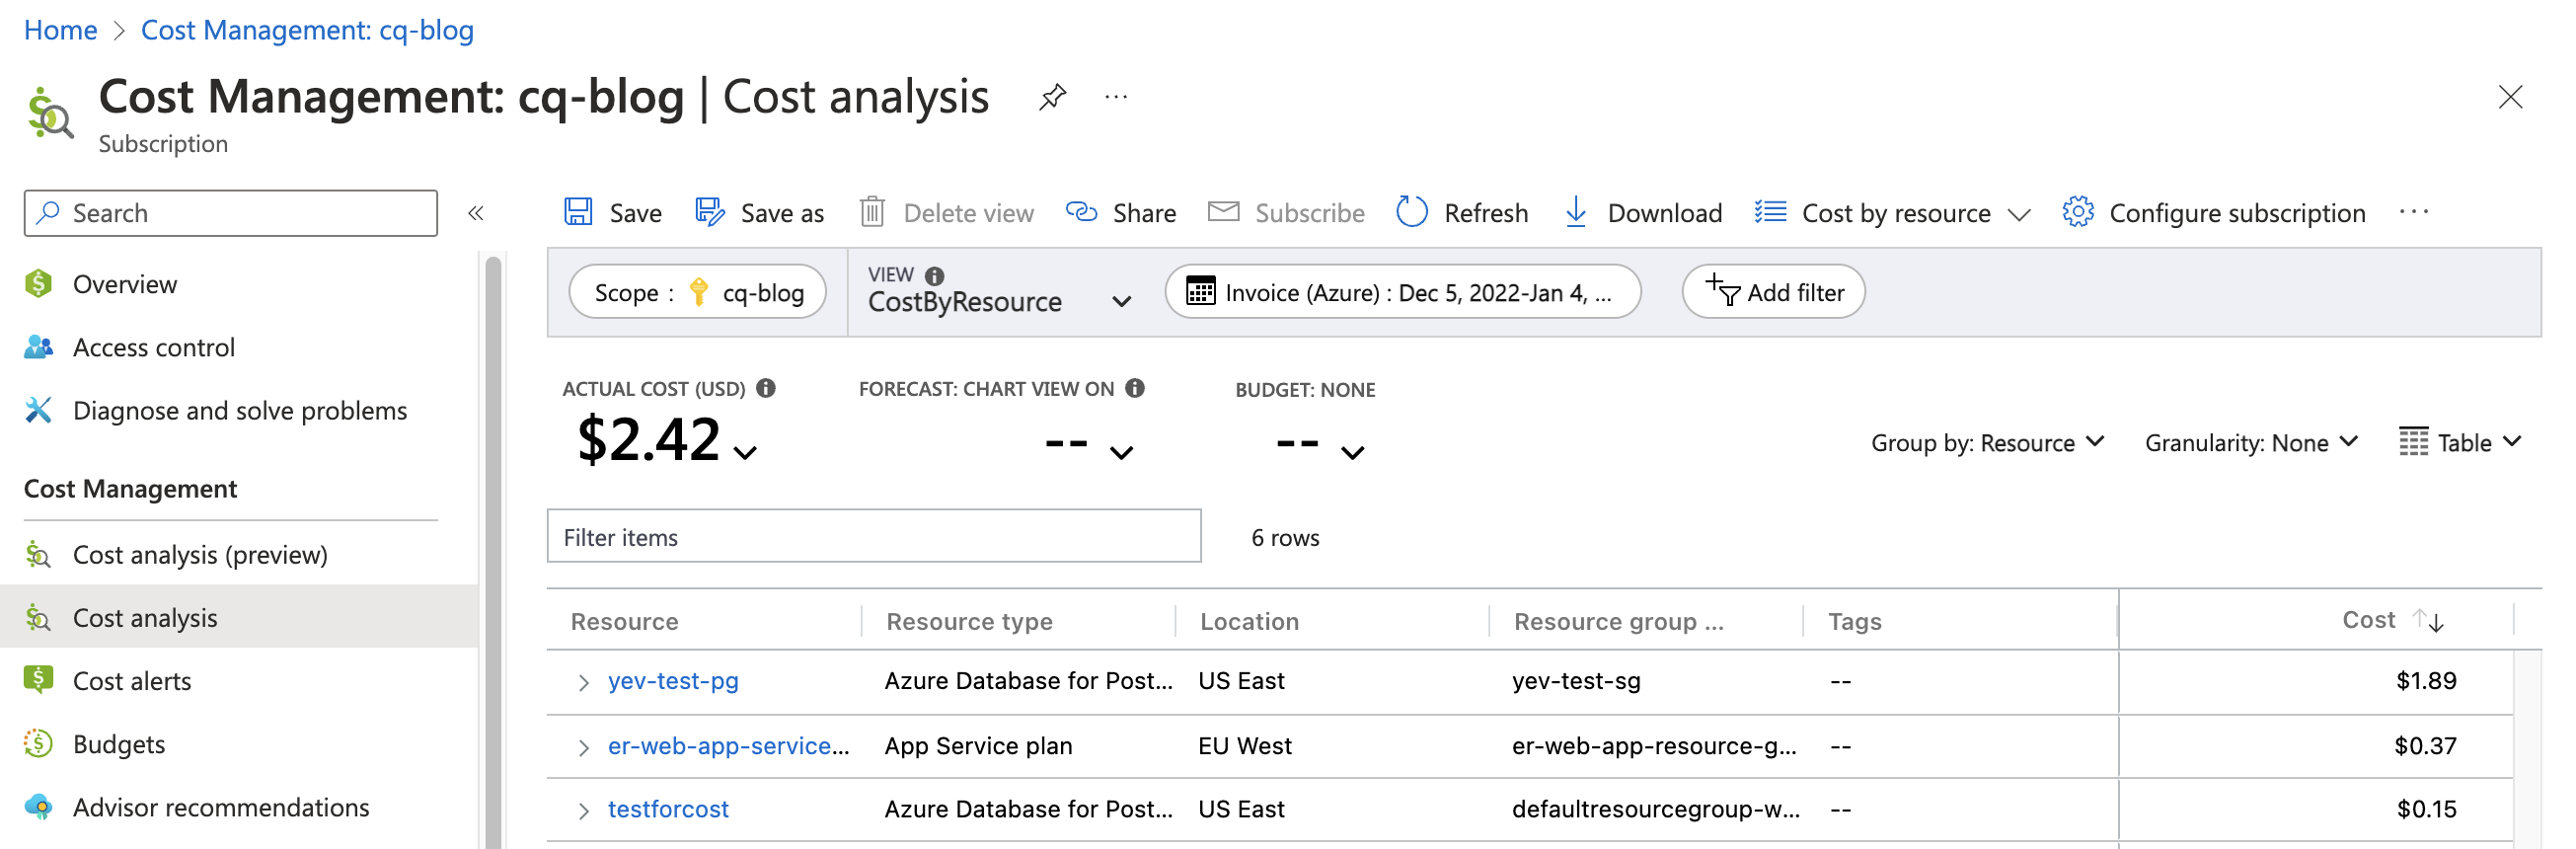 Home > Cost Management: cq-blog
Cost Management: cq-blog | Cost analysis ...
Subscription
Search «
Save Save as Delete view Share Subscribe Refresh Download Cost by resource Configure subscription ...
Overview
Access control
Diagnose and solve problems
Cost Management
Cost analysis (preview)
Cost analysis
Cost alerts
Budgets
Advisor recommendations
Scope : cq-blog
VIEW
CostByResource
Invoice (Azure) : Dec 5, 2022-Jan 4, ...
Add filter
ACTUAL COST (USD) FORECAST: CHART VIEW ON BUDGET: NONE
$2.42 -- --
Group by: Resource Granularity: None Table
Filter items 6 rows
Resource Resource type Location Resource group ... Tags Cost ↑↓
yev-test-pg Azure Database for Post... US East yev-test-sg -- $1.89
er-web-app-service... App Service plan EU West er-web-app-resource-g... -- $0.37
testforcost Azure Database for Post... US East defaultresourcegroup-w... -- $0.15